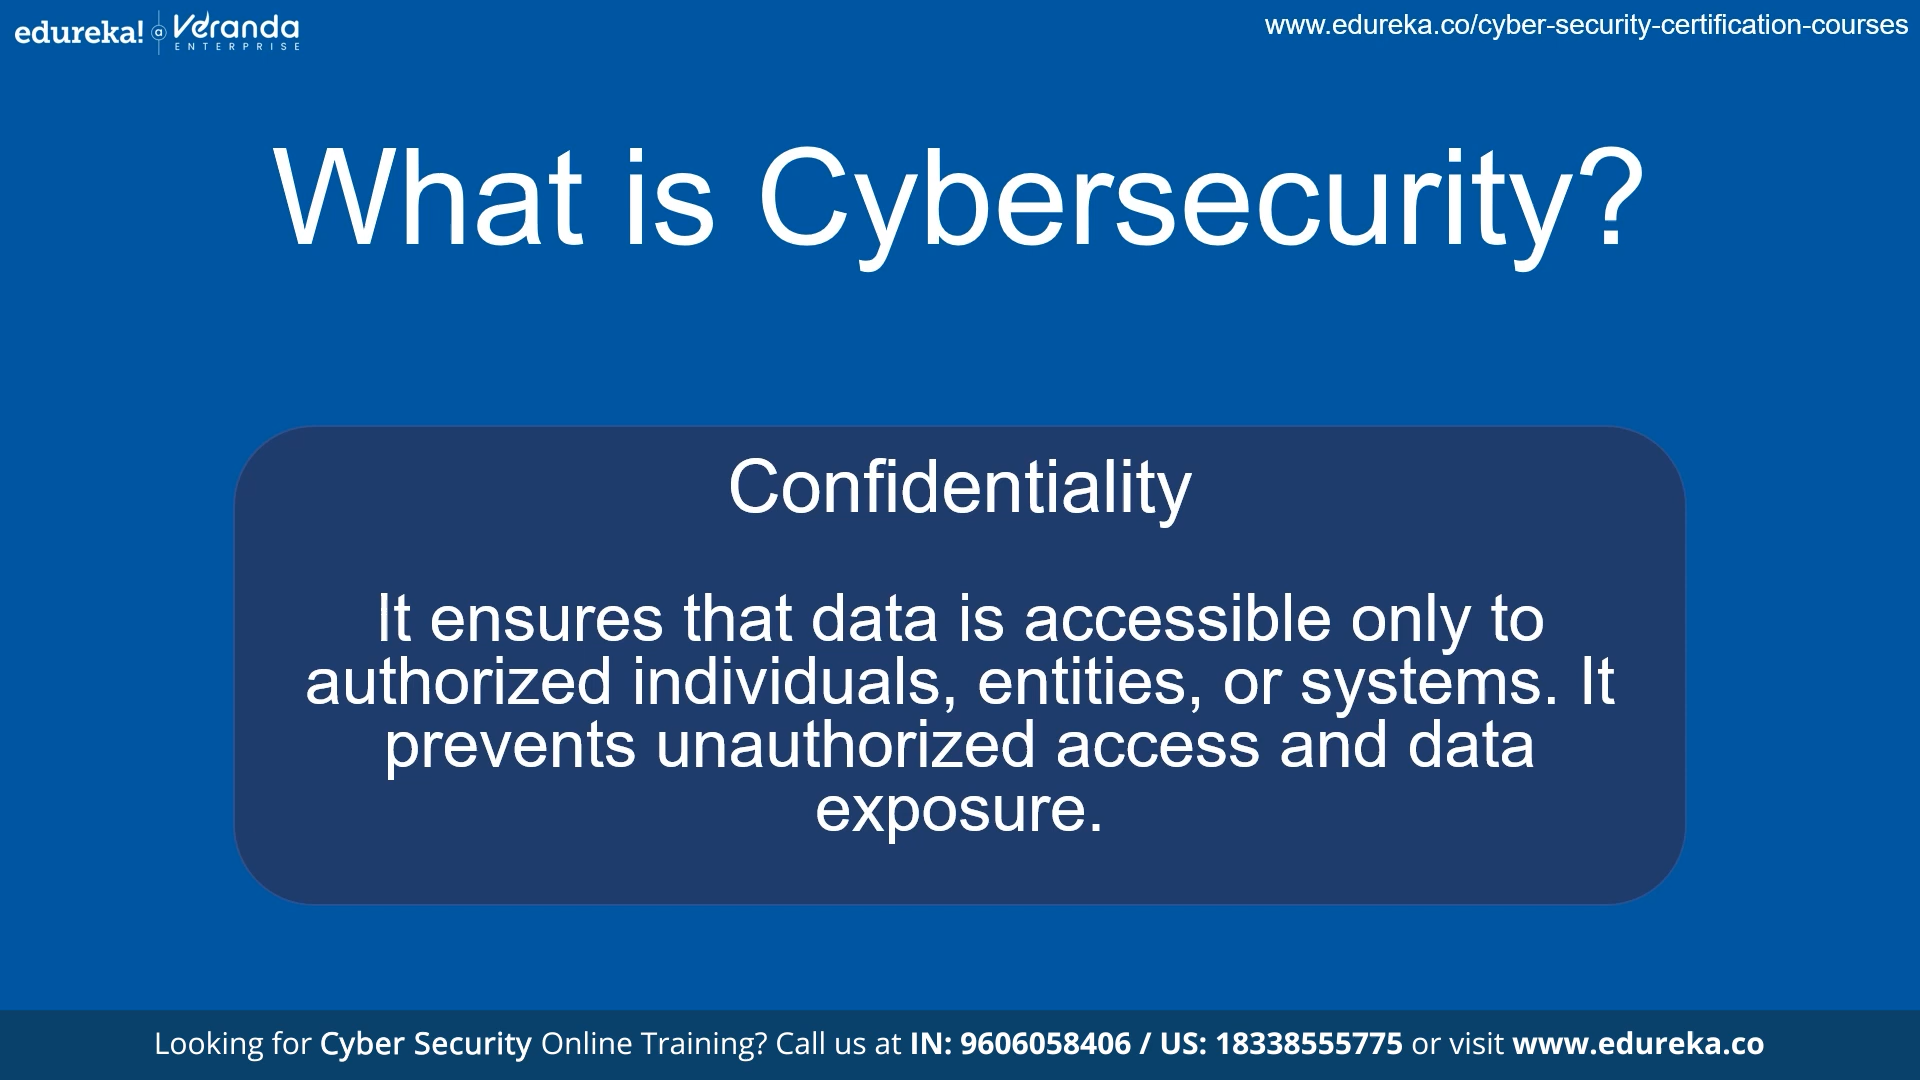 edureka! a Veranda
ENTERPRISE
www.edureka.co/cyber-security-certification-courses
What is Cybersecurity?
Confidentiality
It ensures that data is accessible only to
authorized individuals, entities, or systems. It
prevents unauthorized access and data
exposure.
Looking for Cyber Security Online Training? Call us at IN: 9606058406 / US: 18338555775 or visit www.edureka.co